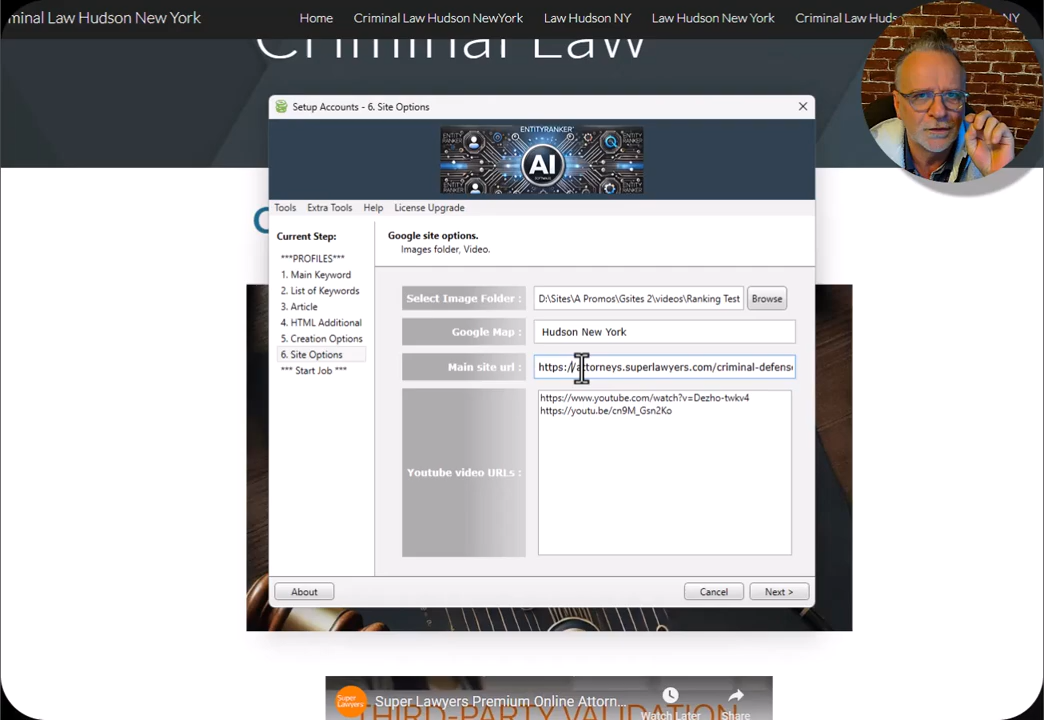 minal Law Hudson New York
Home
Criminal Law Hudson NewYork
Law Hudson NY
Law Hudson New York
Criminal Law Huds
NY
Criminal Law
Setup Accounts - 6. Site Options
ENTITYRANKER
AI
Tools
Extra Tools
Help
License Upgrade
Current Step:
***PROFILES***
1. Main Keyword
2. List of Keywords
3. Article
4. HTML Additional
5. Creation Options
6. Site Options
*** Start Job ***
Google site options.
Images folder, Video.
Select Image Folder :
D:\Sites\A Promos\Gsites 2\videos\Ranking Test
Browse
Google Map :
Hudson New York
Main site url :
https://attorneys.superlawyers.com/criminal-defens
Youtube video URLs :
https://www.youtube.com/watch?v=Dezho-twkv4
https://youtu.be/cn9M_Gsn2Ko
About
Cancel
Next >
Super Lawyers
Super Lawyers Premium Online Attorn...
THIRD-PARTY VALIDATION
Watch Later
Share